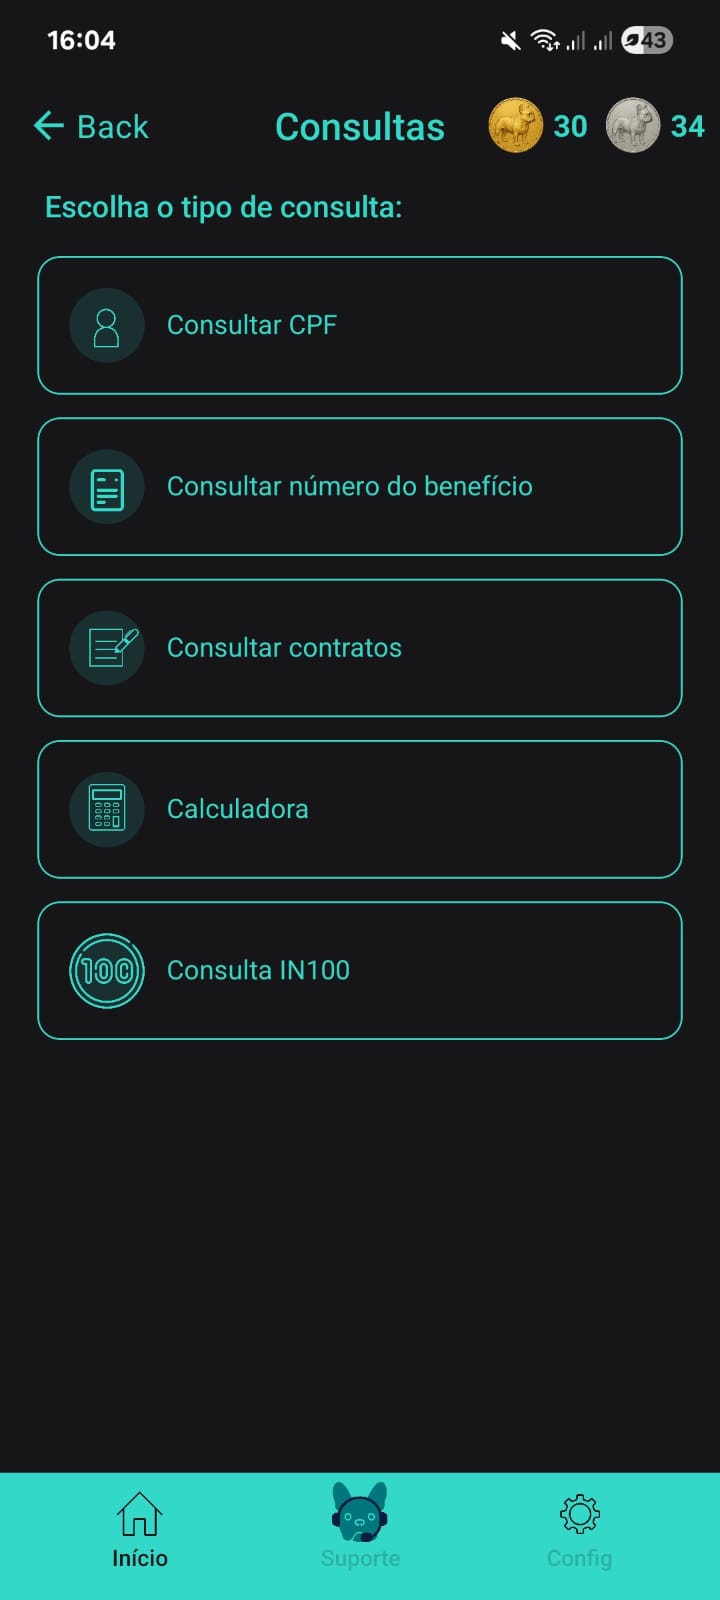 16:04
43
Back
Consultas
30
34
Escolha o tipo de consulta:
Consultar CPF
Consultar número do benefício
Consultar contratos
Calculadora
100
Consulta IN100
Início
Suporte
Config